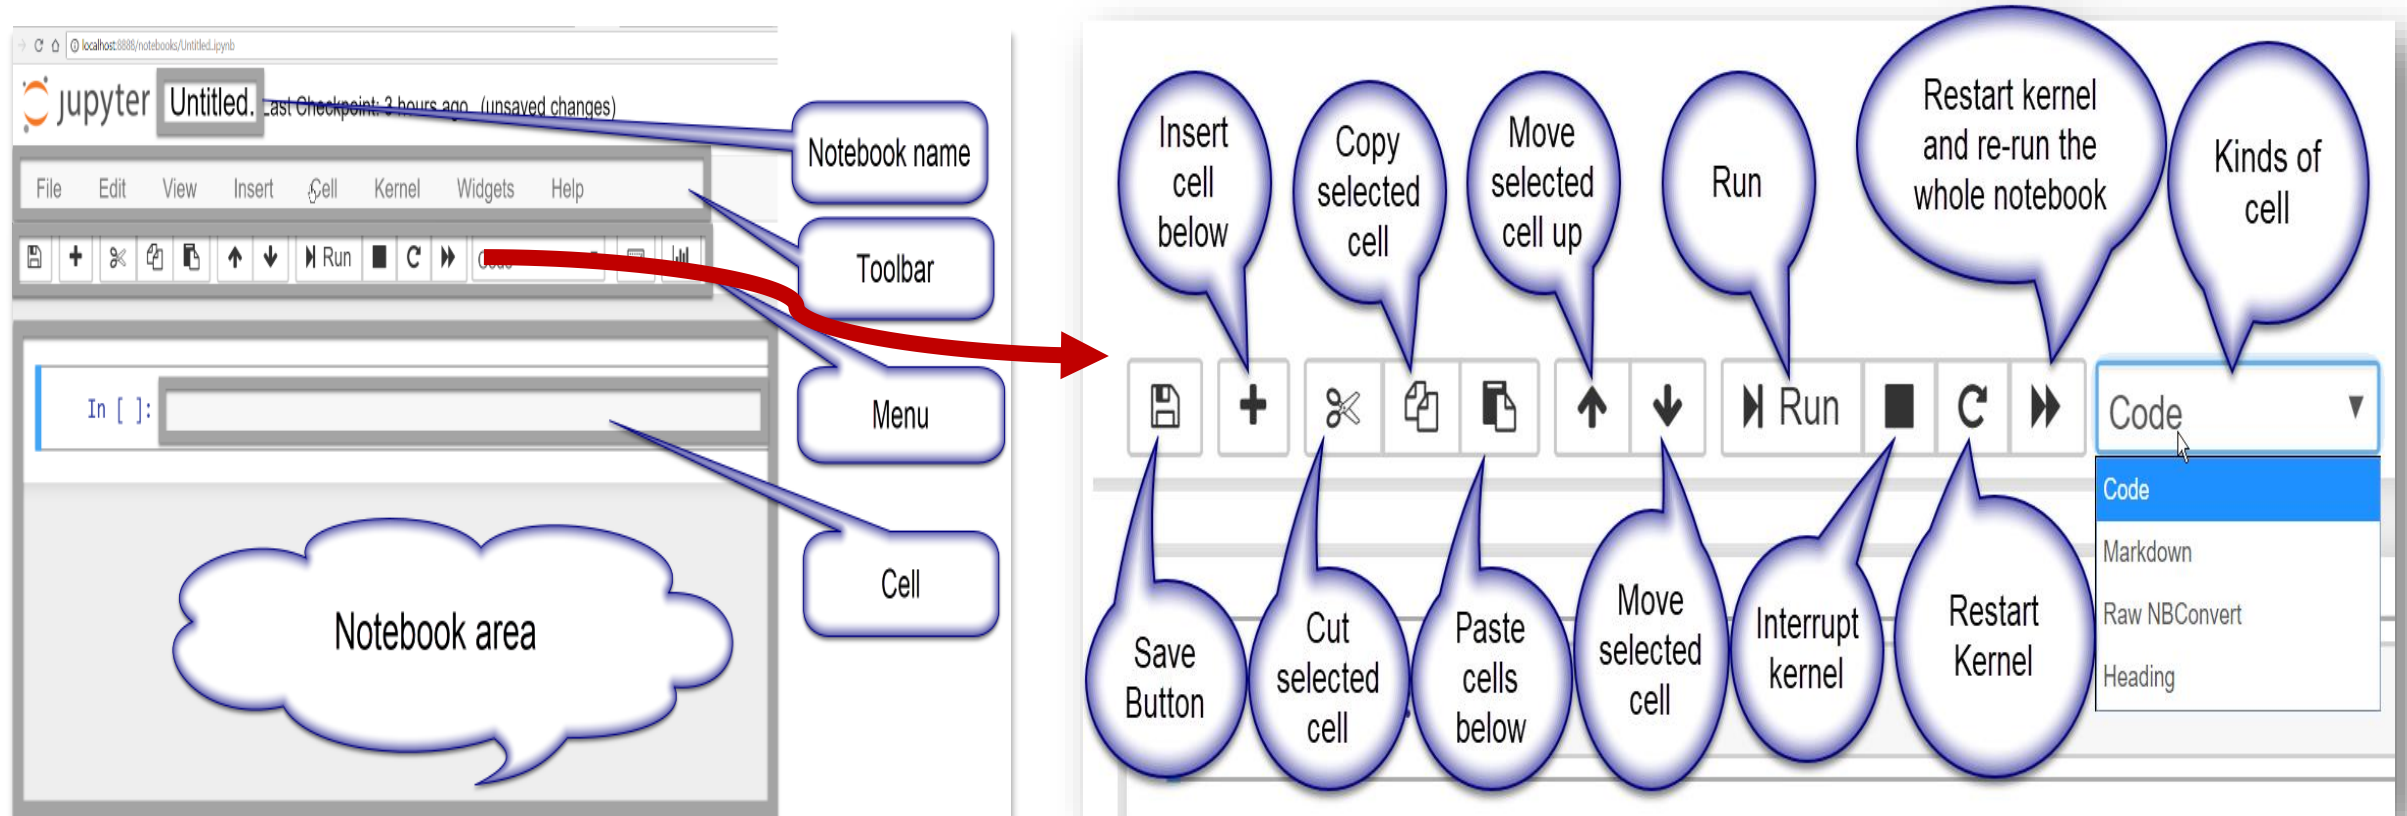 localhost:8888/notebooks/Untitled.ipynb
jupyter Untitled. Last Checkpoint: 3 hours ago (unsaved changes)
File Edit View Insert Cell Kernel Widgets Help
Run Code
In [ ]:
Notebook name
Toolbar
Menu
Cell
Notebook area
Insert
cell
below
Copy
selected
cell
Move
selected
cell up
Run
Restart kernel
and re-run the
whole notebook
Kinds of
cell
Run
Code
Code
Markdown
Raw NBConvert
Heading
Save
Button
Cut
selected
cell
Paste
cells
below
Move
selected
cell
Interrupt
kernel
Restart
Kernel